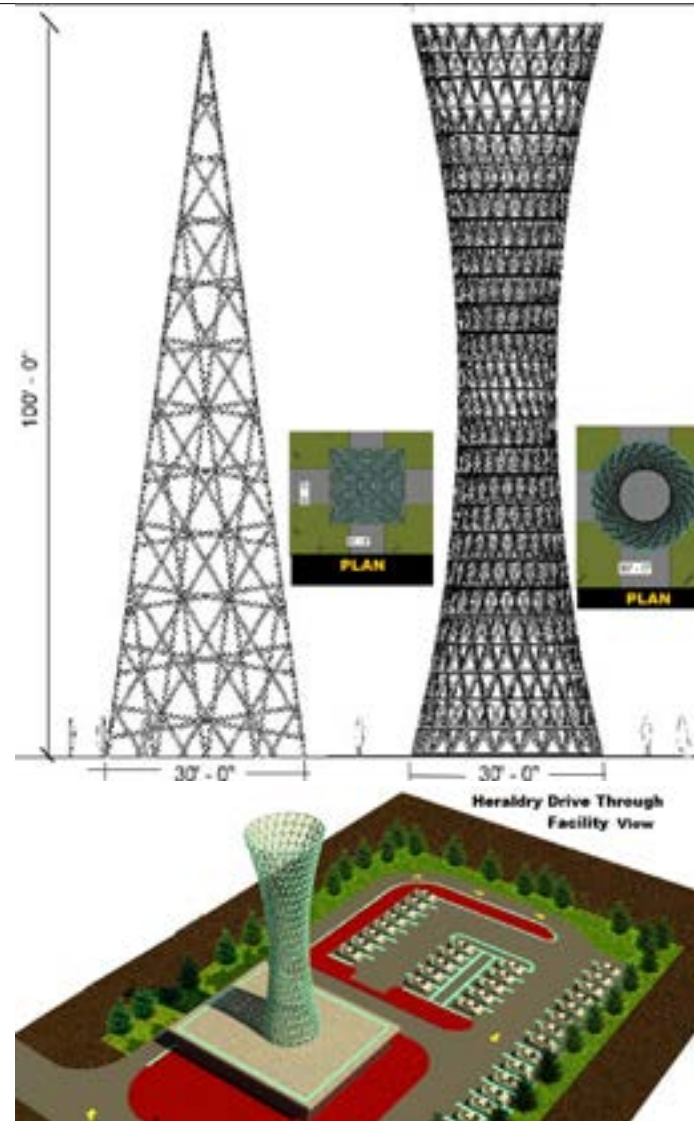 100' - 0"
PLAN
PLAN
30' - 0"
30' - 0"
Heraldry Drive Through
Facility View